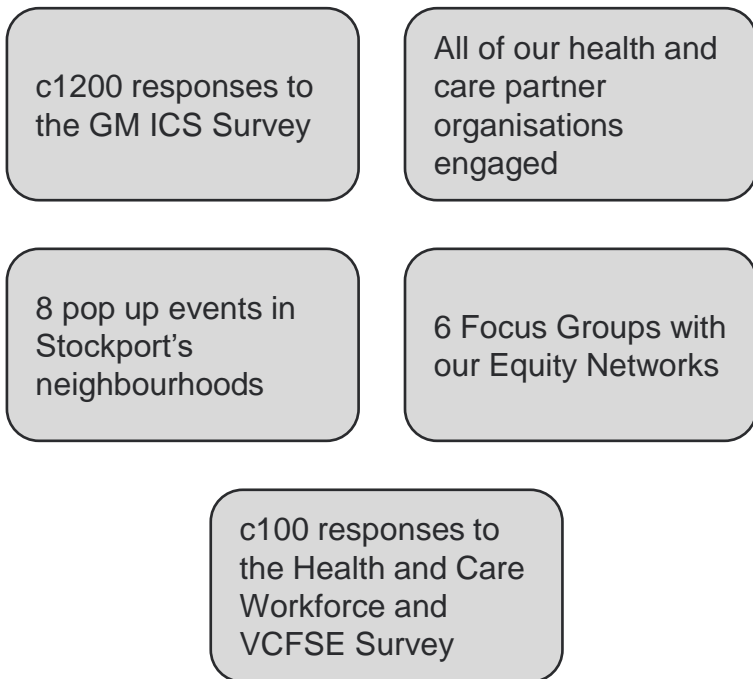 c1200 responses to
the GM ICS Survey
All of our health and
care partner
organisations
engaged
8 pop up events in
Stockport's
neighbourhoods
6 Focus Groups with
our Equity Networks
c100 responses to
the Health and Care
Workforce and
VCFSE Survey